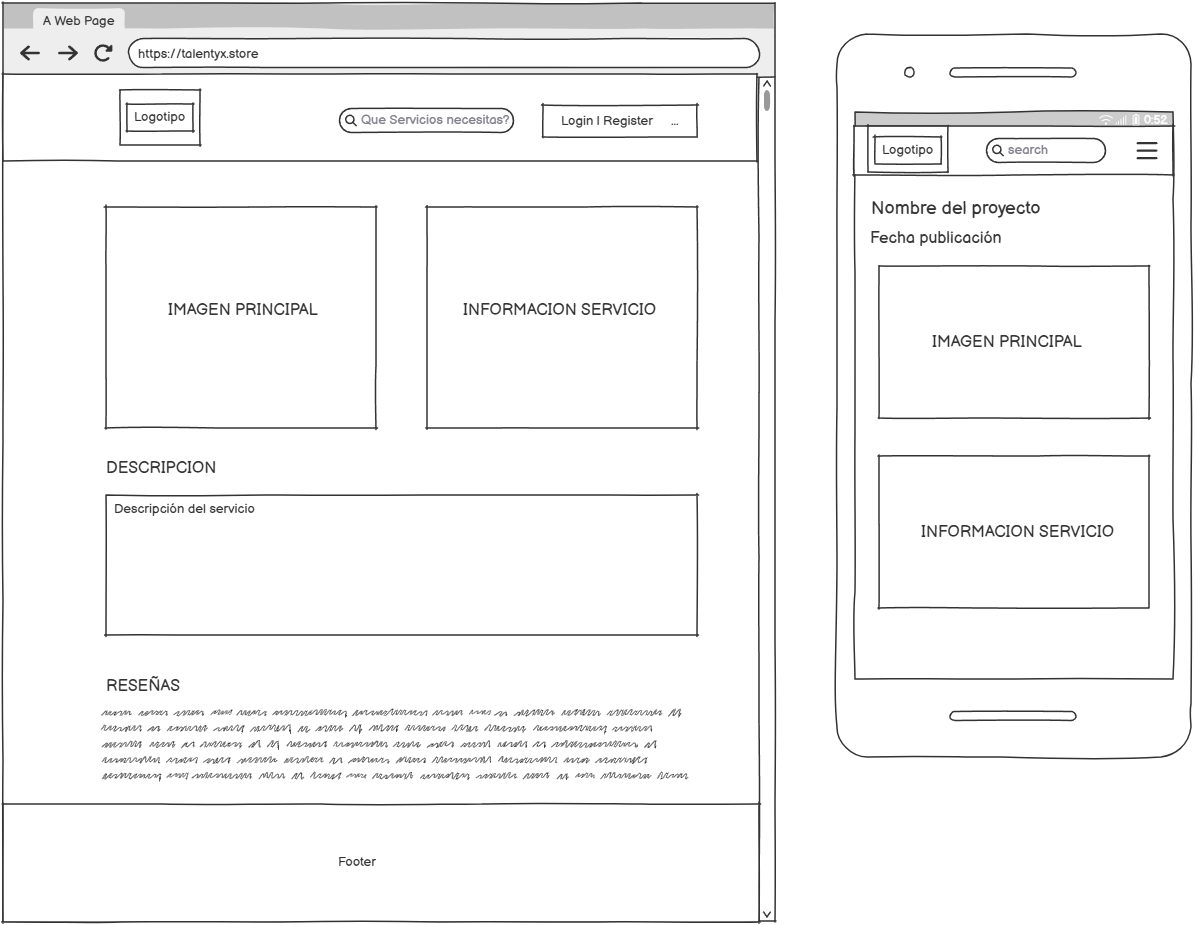 A Web Page
https://talentyx.store
Logotipo
Que Servicios necesitas?
Login | Register ...
IMAGEN PRINCIPAL
INFORMACION SERVICIO
DESCRIPCION
Descripción del servicio
RESEÑAS
Footer
0:52
Logotipo
search
Nombre del proyecto
Fecha publicación
IMAGEN PRINCIPAL
INFORMACION SERVICIO